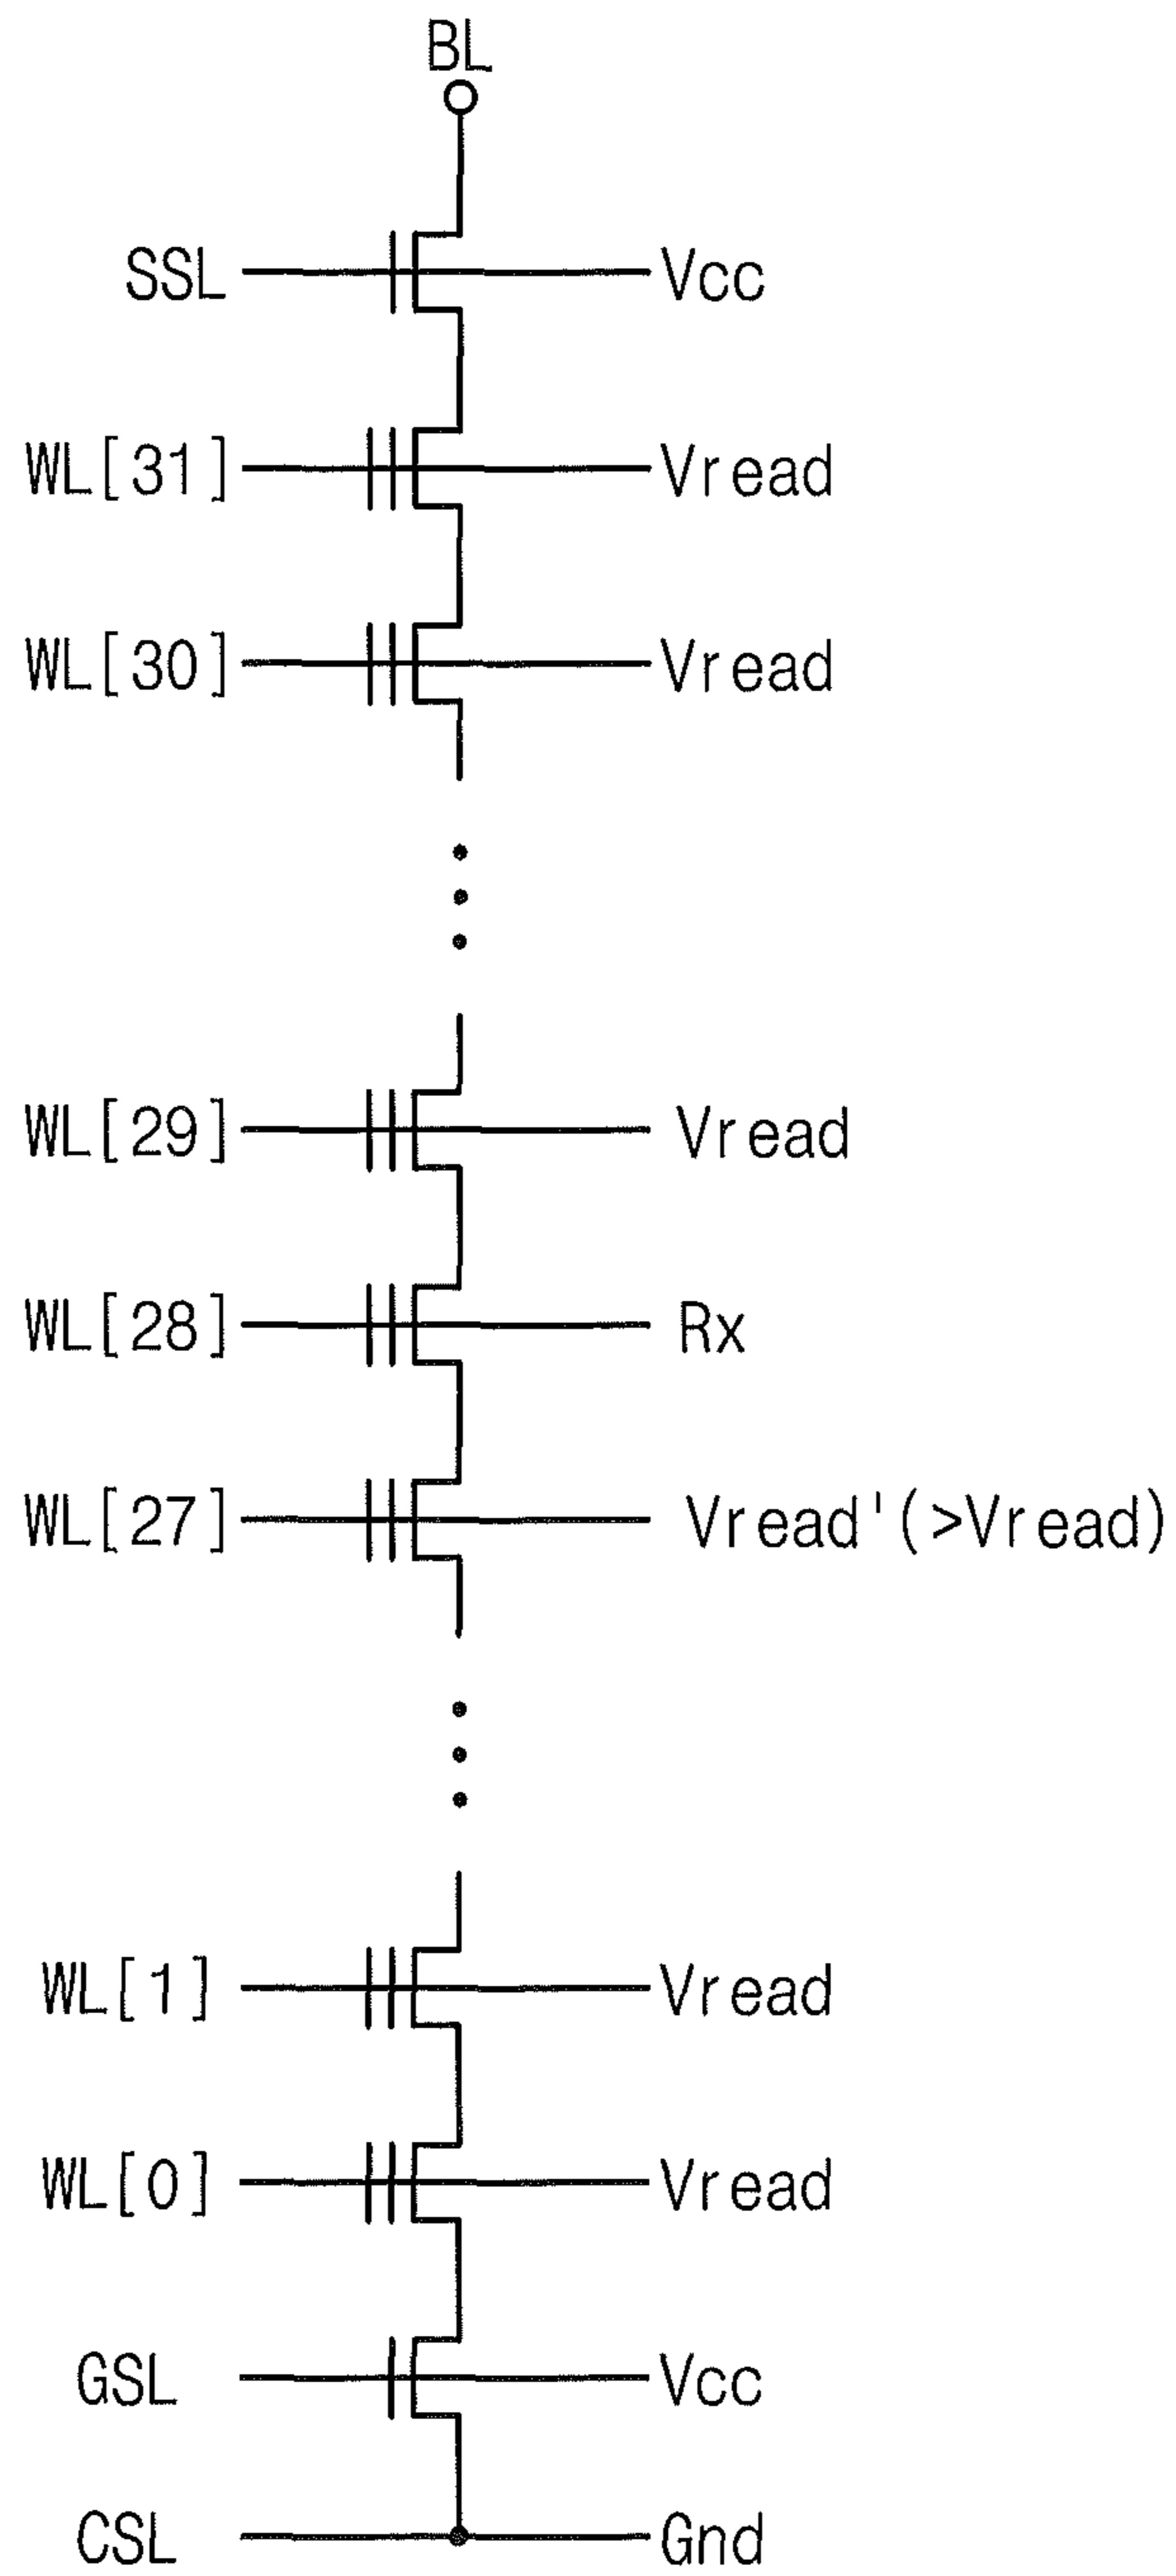 BL
SSL Vcc
WL[31] Vread
WL[30] Vread
WL[29] Vread
WL[28] Rx
WL[27] Vread'(>Vread)
WL[1] Vread
WL[0] Vread
GSL Vcc
CSL Gnd